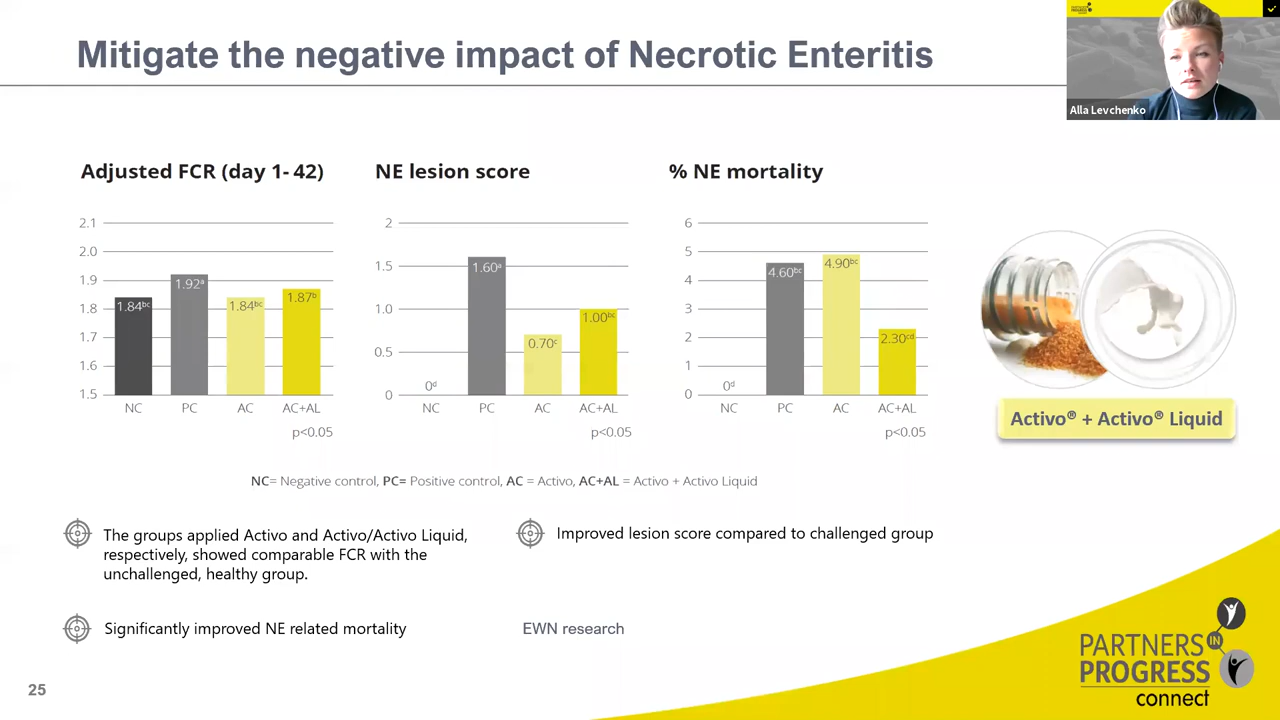 Mitigate the negative impact of Necrotic Enteritis
Alla Levchenko
Adjusted FCR (day 1- 42)
2.1
2.0
1.9
1.8
1.7
1.6
1.5
1.84ᵇᶜ
1.92ᵃ
1.84ᵇᶜ
1.87ᵇ
NC PC AC AC+AL
p<0.05
NE lesion score
2
1.5
1.0
0.5
0
0ᵈ
1.60ᵃ
0.70ᶜ
1.00ᵇᶜ
NC PC AC AC+AL
p<0.05
% NE mortality
6
5
4
3
2
1
0
0ᵈ
4.60ᵇᶜ
4.90ᵇᶜ
2.30ᶜᵈ
NC PC AC AC+AL
p<0.05
Activo® + Activo® Liquid
NC= Negative control, PC= Positive control, AC = Activo, AC+AL = Activo + Activo Liquid
The groups applied Activo and Activo/Activo Liquid,
respectively, showed comparable FCR with the
unchallenged, healthy group.
Improved lesion score compared to challenged group
Significantly improved NE related mortality
EWN research
PARTNERS
IN
PROGRESS
connect
25